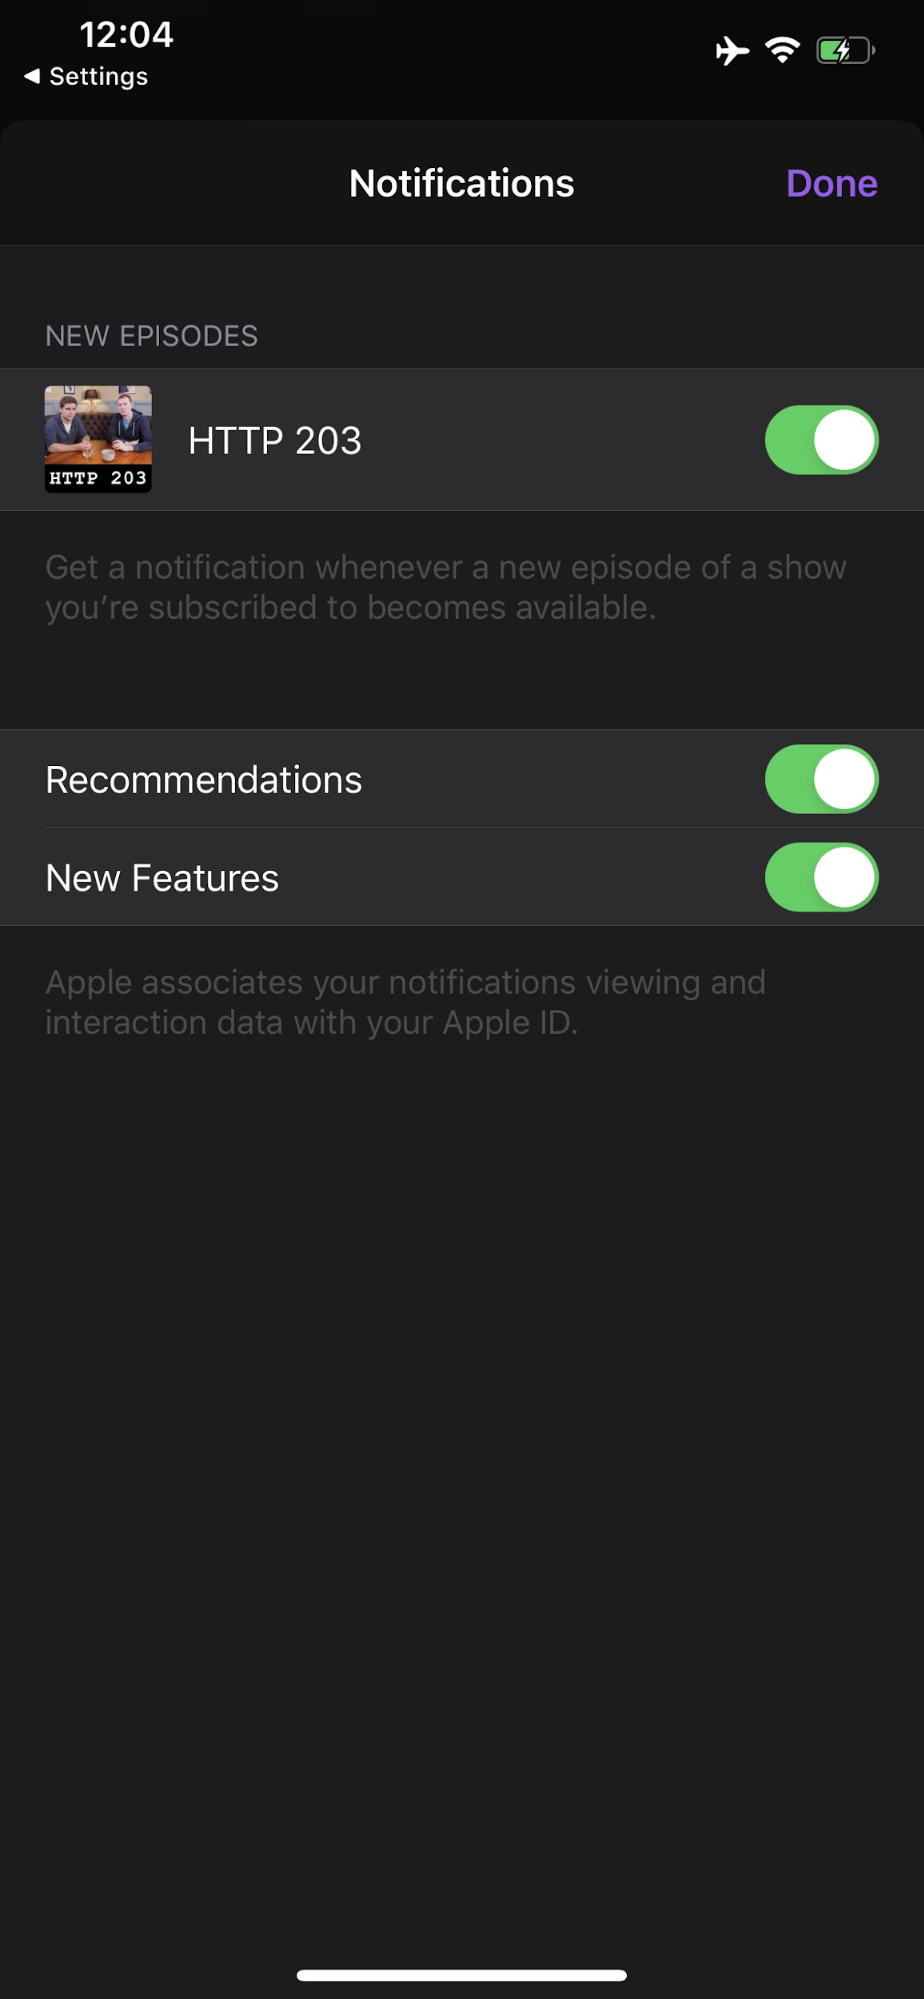 12:04
Settings
Notifications
Done
NEW EPISODES
HTTP 203
HTTP 203
Get a notification whenever a new episode of a show
you’re subscribed to becomes available.
Recommendations
New Features
Apple associates your notifications viewing and
interaction data with your Apple ID.